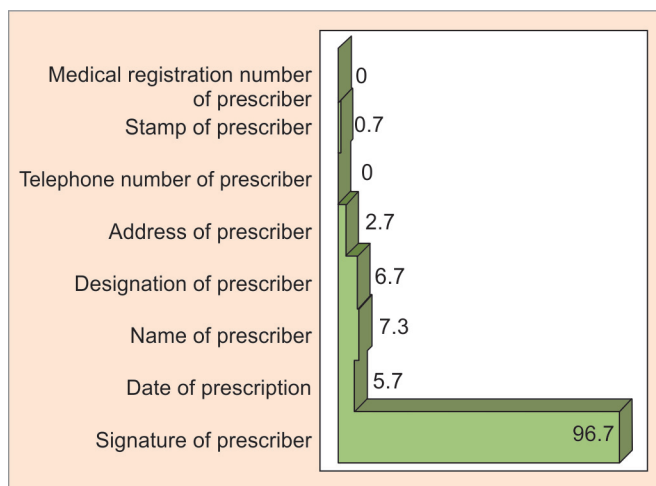 Medical registration number
of prescriber
0
Stamp of prescriber
0.7
Telephone number of prescriber
0
Address of prescriber
2.7
Designation of prescriber
6.7
Name of prescriber
7.3
Date of prescription
5.7
Signature of prescriber
96.7